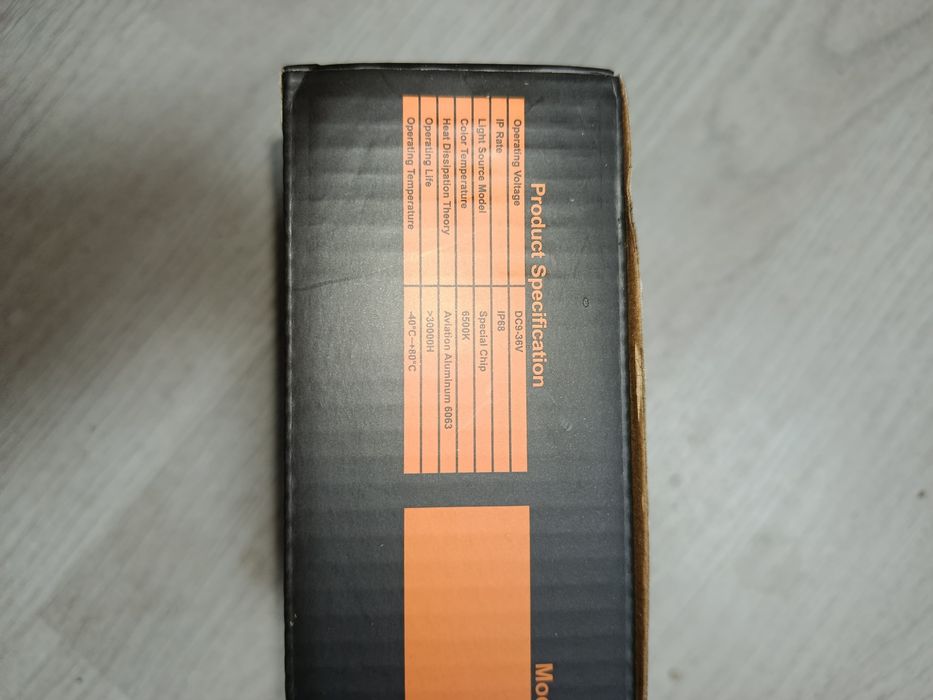 Product Specification
Operating Voltage DC9-36V
IP Rate IP68
Light Source Model Special Chip
Color Temperature 6500K
Heat Dissipation Theory Aviation Aluminum 6063
Operating Life >30000H
Operating Temperature -40°C~+80°C